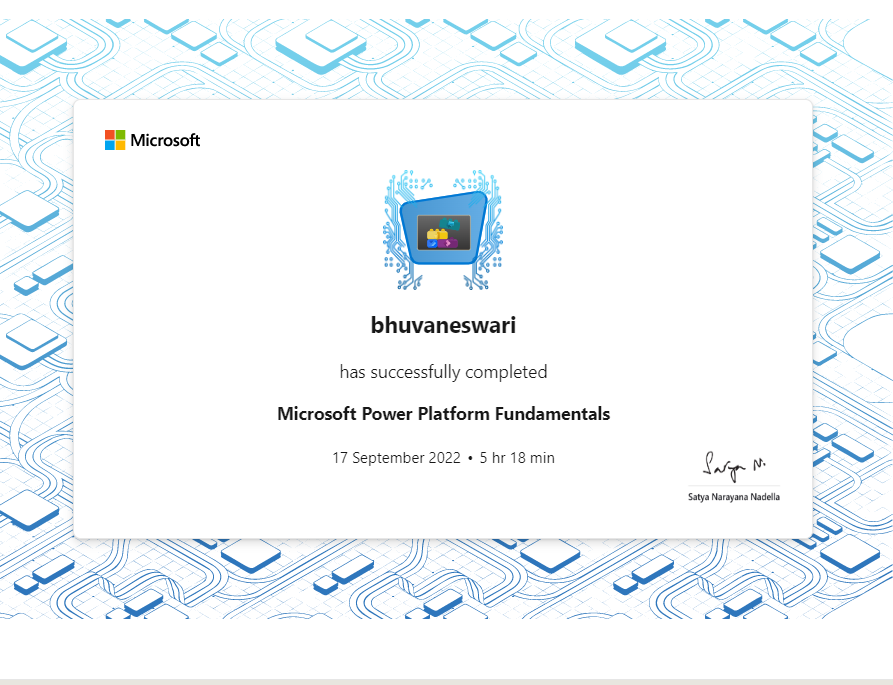 Microsoft
bhuvaneswari
has successfully completed
Microsoft Power Platform Fundamentals
17 September 2022 • 5 hr 18 min
Satya N.
Satya Narayana Nadella